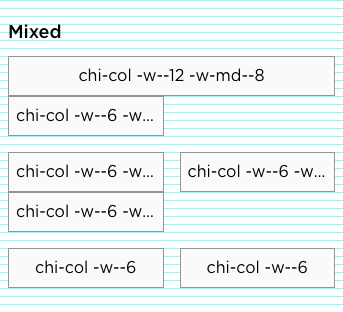 Mixed
chi-col -w--12 -w-md--8
chi-col -w--6 -w...
chi-col -w--6 -w... chi-col -w--6 -w...
chi-col -w--6 -w...
chi-col -w--6 chi-col -w--6